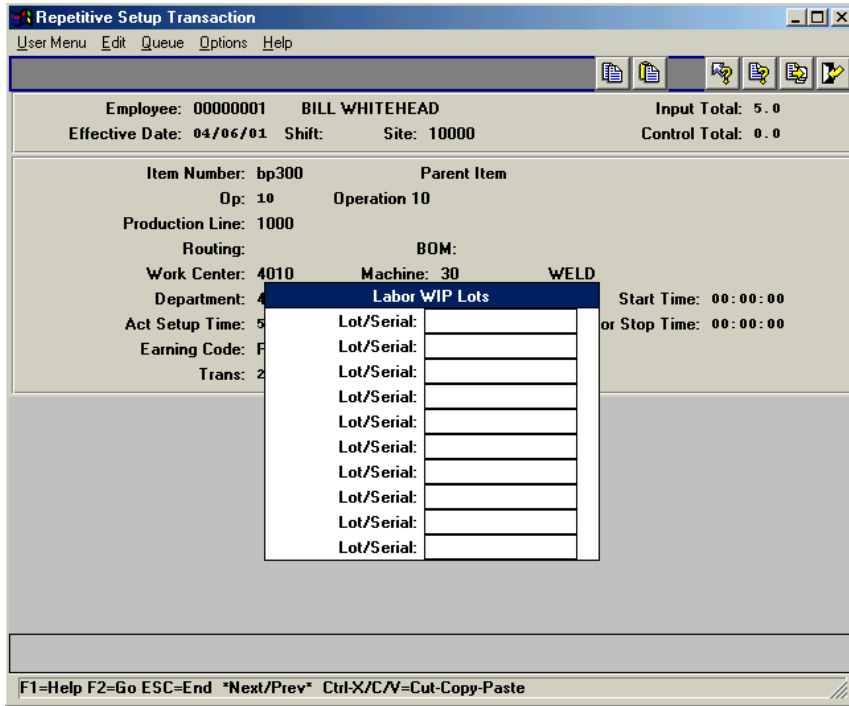 Repetitive Setup Transaction
User Menu Edit Queue Options Help
Employee: 00000001 BILL WHITEHEAD Input Total: 5.0
Effective Date: 04/06/01 Shift: Site: 10000 Control Total: 0.0
Item Number: bp300 Parent Item
Op: 10 Operation 10
Production Line: 1000
Routing: BOM:
Work Center: 4010 Machine: 30 WELD
Department: 4 Labor WIP Lots Start Time: 00:00:00
Act Setup Time: 5 Lot/Serial: or Stop Time: 00:00:00
Earning Code: F Lot/Serial:
Trans: 2 Lot/Serial:
Lot/Serial:
Lot/Serial:
Lot/Serial:
Lot/Serial:
Lot/Serial:
Lot/Serial:
Lot/Serial:
F1=Help F2=Go ESC=End *Next/Prev* Ctrl-X/C/V=Cut-Copy-Paste